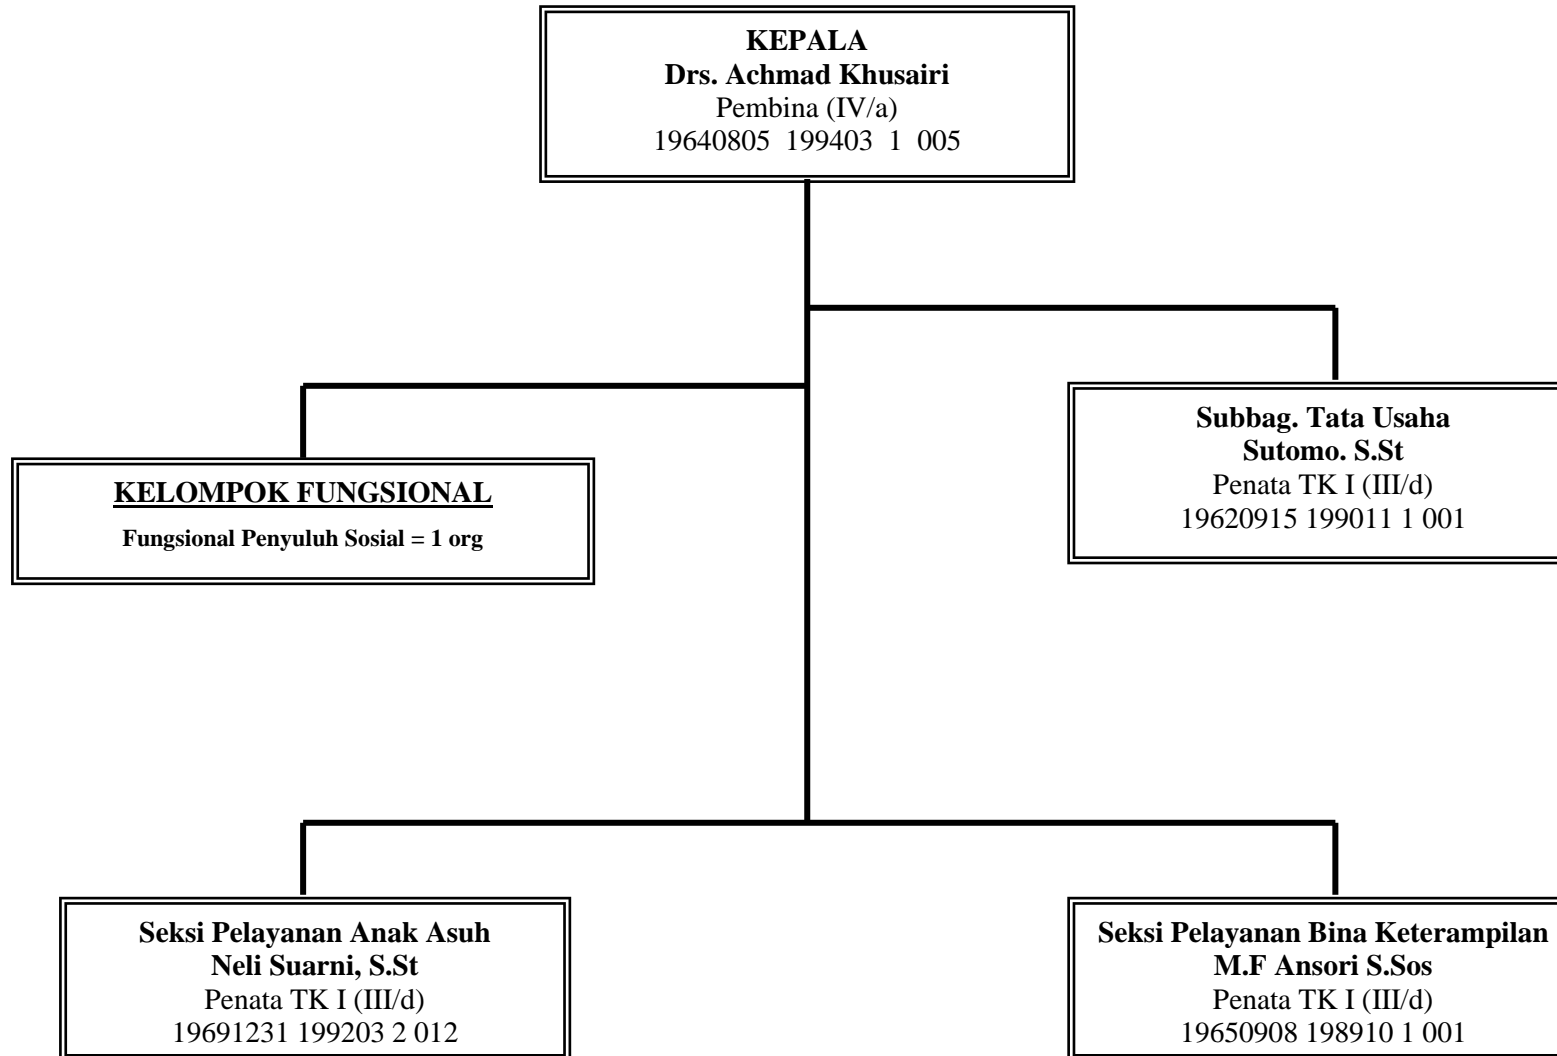 KEPALA
Drs. Achmad Khusairi
Pembina (IV/a)
19640805 199403 1 005
Subbag. Tata Usaha
Sutomo. S.St
Penata TK I (III/d)
19620915 199011 1 001
KELOMPOK FUNGSIONAL
Fungsional Penyuluh Sosial = 1 org
Seksi Pelayanan Anak Asuh
Neli Suarni, S.St
Penata TK I (III/d)
19691231 199203 2 012
Seksi Pelayanan Bina Keterampilan
M.F Ansori S.Sos
Penata TK I (III/d)
19650908 198910 1 001